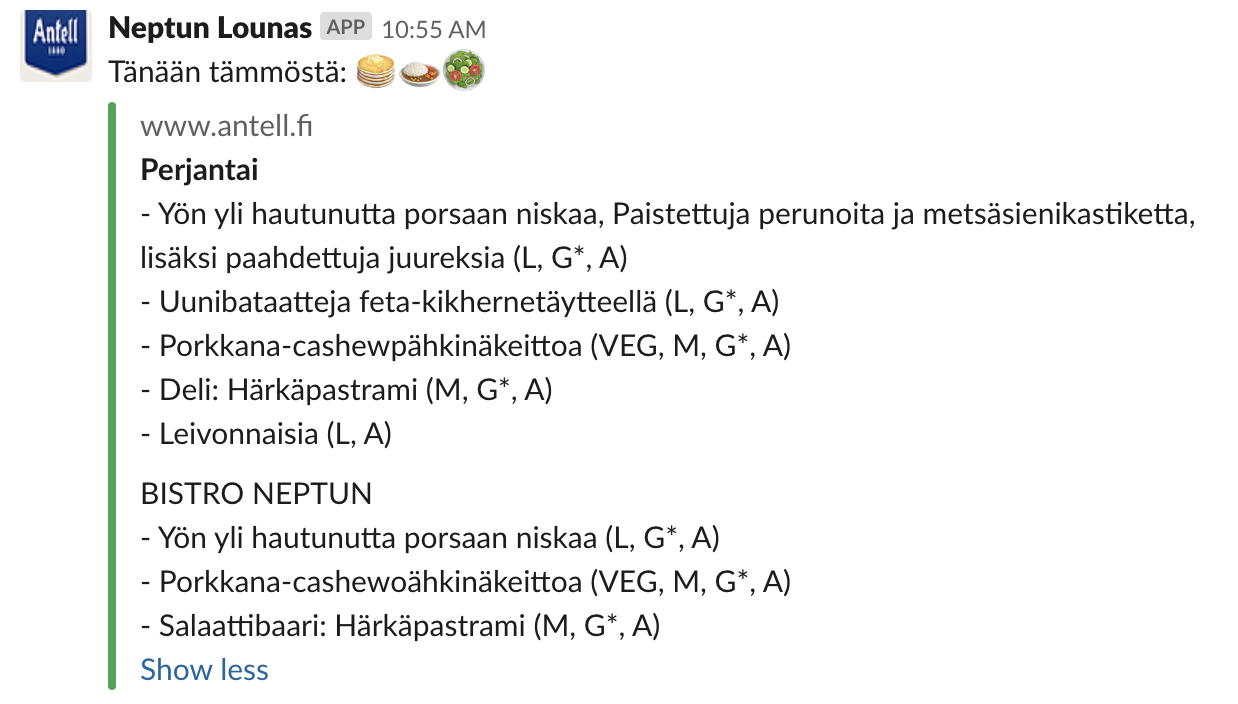 Antell
1880
Neptun Lounas APP 10:55 AM
Tänään tämmöstä:
www.antell.fi
Perjantai
- Yön yli hautunutta porsaan niskaa, Paistettuja perunoita ja metsäsienikastiketta,
lisäksi paahdettuja juureksia (L, G*, A)
- Uunibataatteja feta-kikhernetäytteellä (L, G*, A)
- Porkkana-cashewpähkinäkeittoa (VEG, M, G*, A)
- Deli: Härkäpastrami (M, G*, A)
- Leivonnaisia (L, A)
BISTRO NEPTUN
- Yön yli hautunutta porsaan niskaa (L, G*, A)
- Porkkana-cashewoähkinäkeittoa (VEG, M, G*, A)
- Salaattibaari: Härkäpastrami (M, G*, A)
Show less